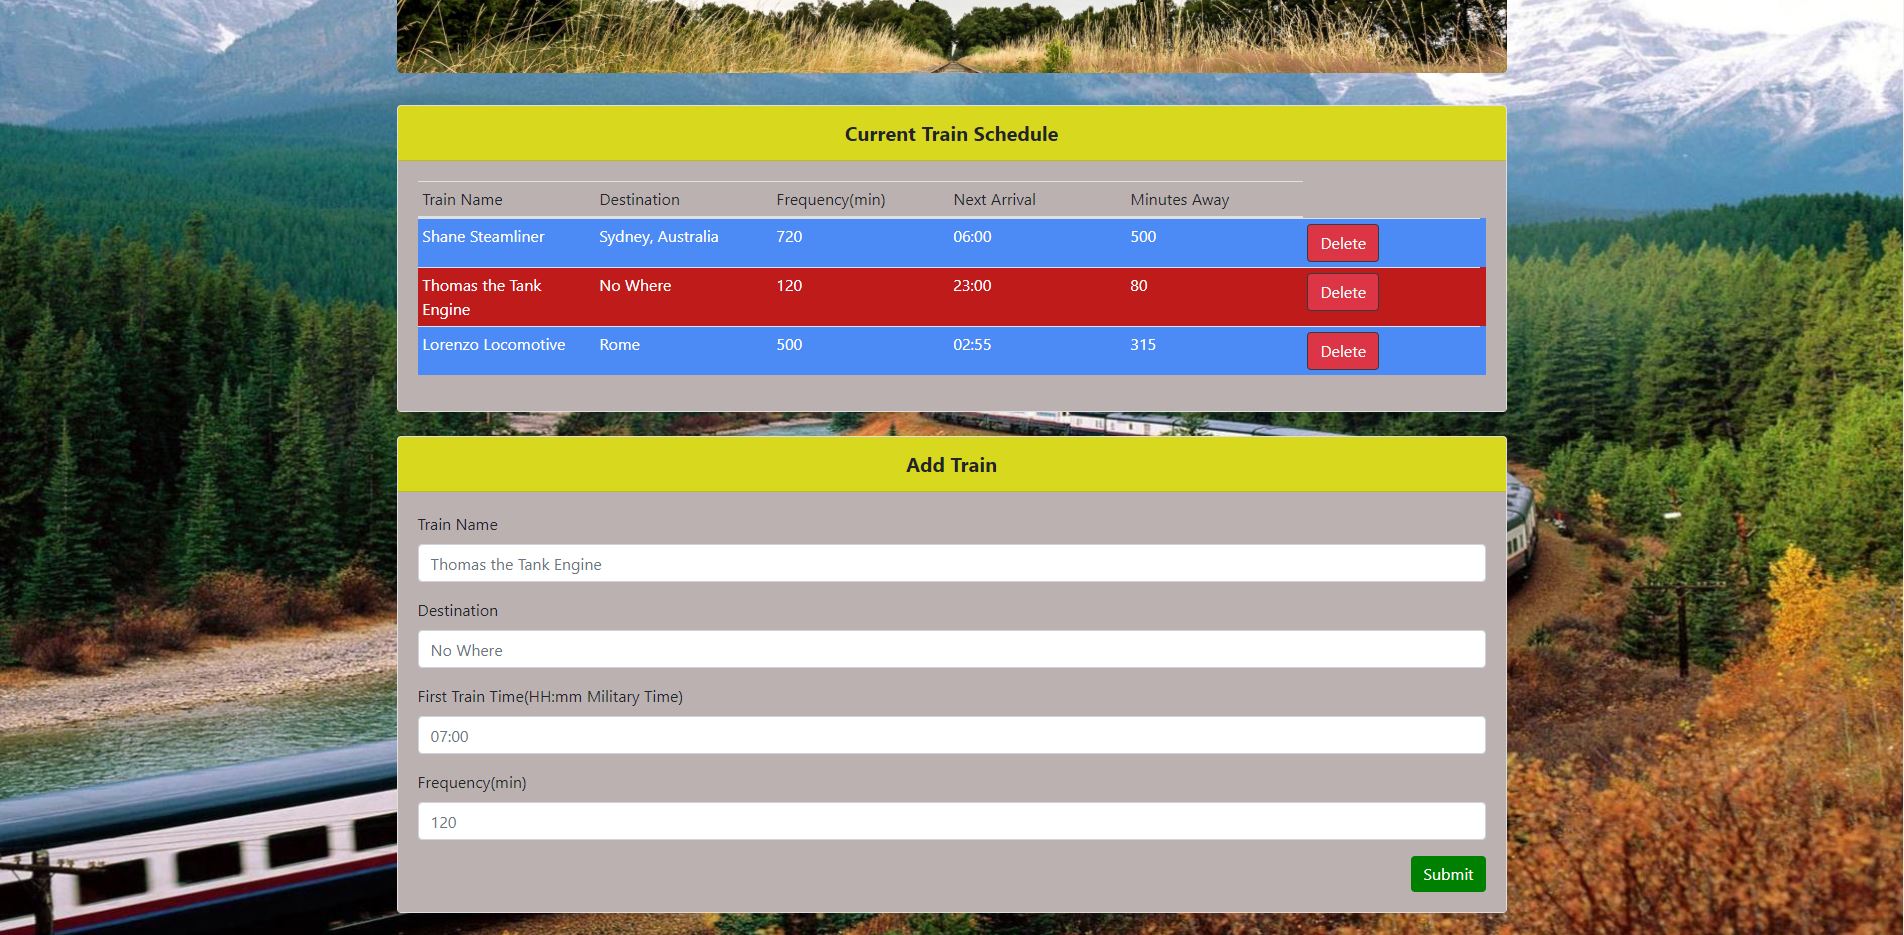 Current Train Schedule
Train Name Destination Frequency(min) Next Arrival Minutes Away
Shane Steamliner Sydney, Australia 720 06:00 500 Delete
Thomas the Tank Engine No Where 120 23:00 80 Delete
Lorenzo Locomotive Rome 500 02:55 315 Delete
Add Train
Train Name
Thomas the Tank Engine
Destination
No Where
First Train Time(HH:mm Military Time)
07:00
Frequency(min)
120
Submit